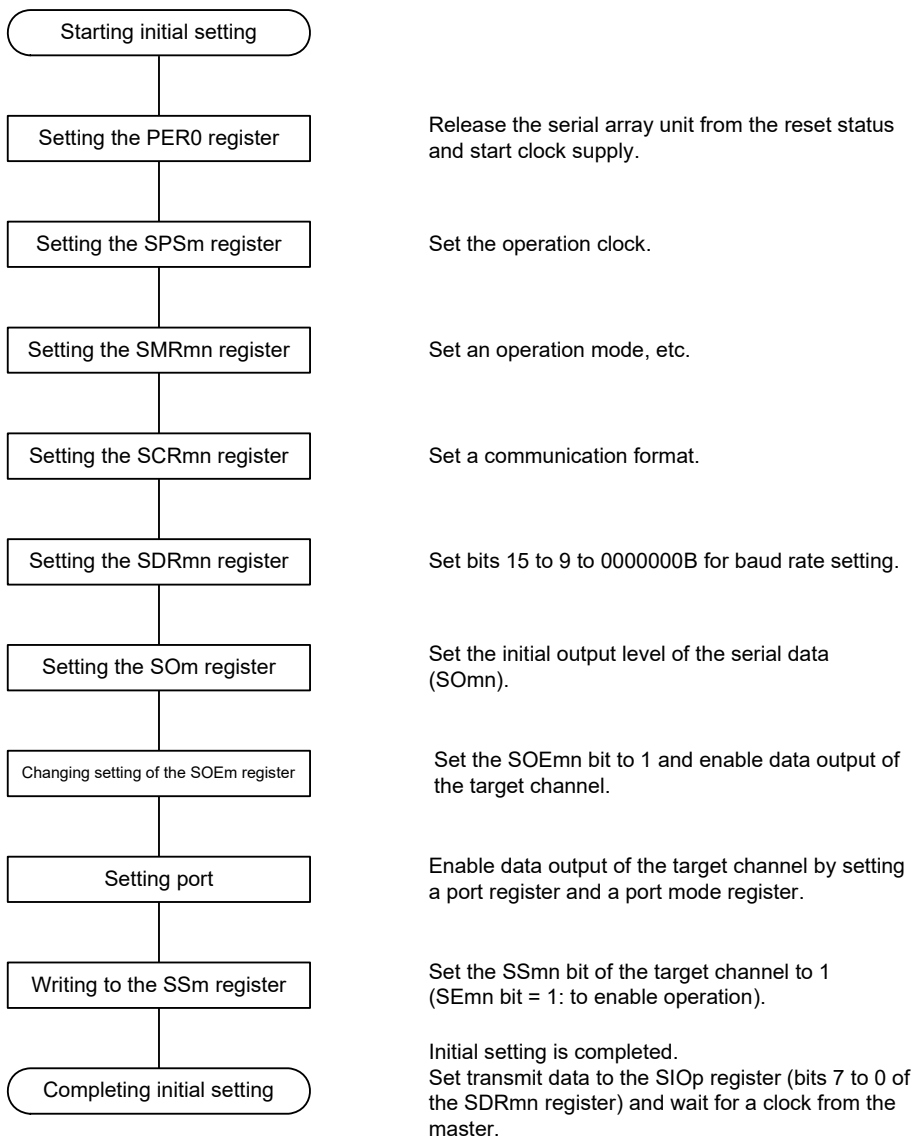 Starting initial setting
Setting the PER0 register
Release the serial array unit from the reset status
and start clock supply.
Setting the SPSm register
Set the operation clock.
Setting the SMRmn register
Set an operation mode, etc.
Setting the SCRmn register
Set a communication format.
Setting the SDRmn register
Set bits 15 to 9 to 0000000B for baud rate setting.
Setting the SOm register
Set the initial output level of the serial data
(SOmn).
Changing setting of the SOEm register
Set the SOEmn bit to 1 and enable data output of
the target channel.
Setting port
Enable data output of the target channel by setting
a port register and a port mode register.
Writing to the SSm register
Set the SSmn bit of the target channel to 1
(SEmn bit = 1: to enable operation).
Completing initial setting
Initial setting is completed.
Set transmit data to the SIOp register (bits 7 to 0 of
the SDRmn register) and wait for a clock from the
master.